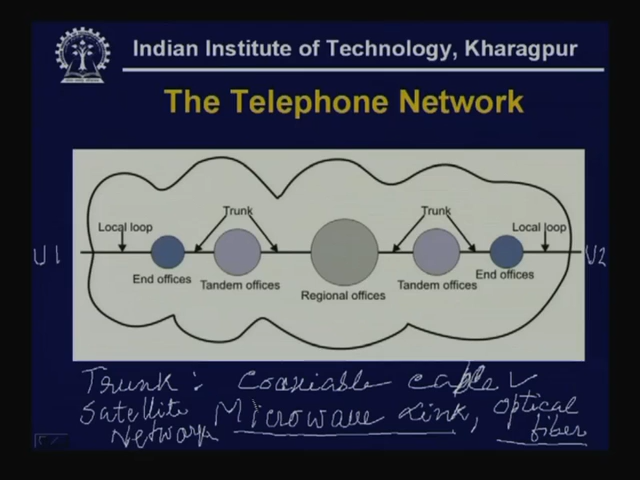 Indian Institute of Technology, Kharagpur
The Telephone Network
Trunk Trunk
Local loop Local loop
U1 U2
End offices Tandem offices Regional offices Tandem offices End offices
Trunk : Coaxiable cable
Satellite Microwave Link, Optical
Network fiber